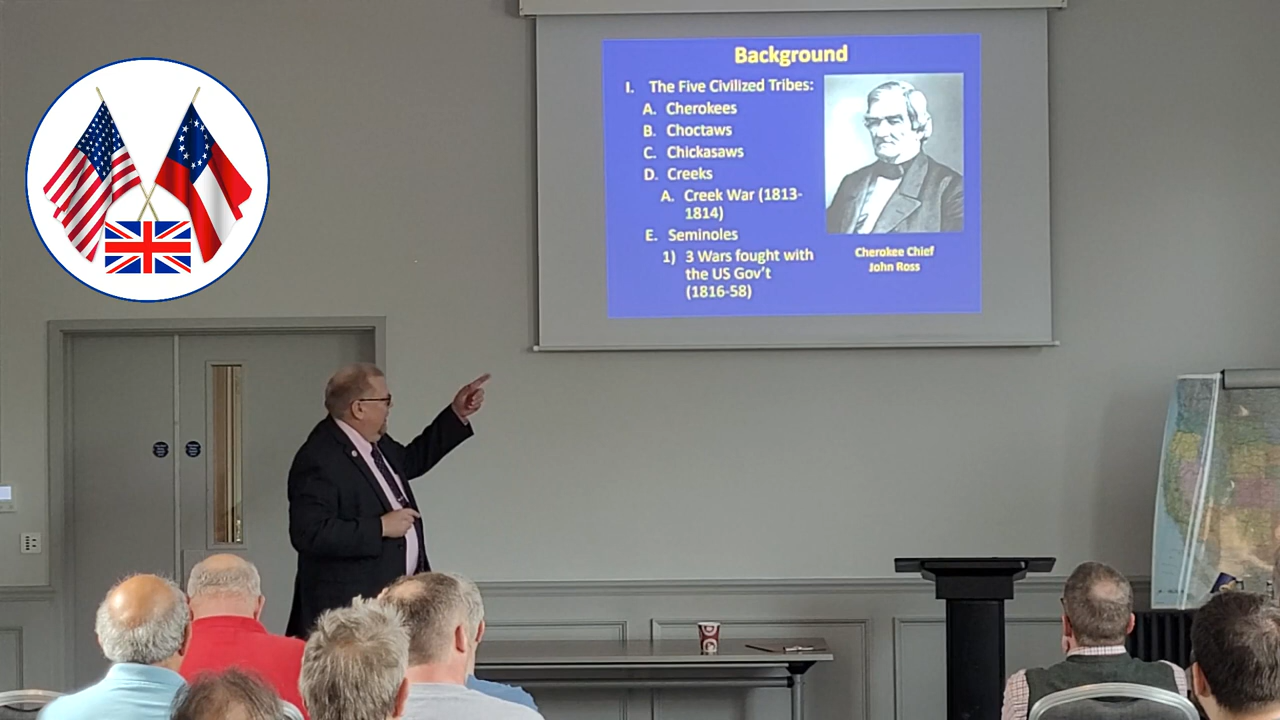 Background
I. The Five Civilized Tribes:
A. Cherokees
B. Choctaws
C. Chickasaws
D. Creeks
A. Creek War (1813-
1814)
E. Seminoles
1) 3 Wars fought with
the US Gov't
(1816-58)
Cherokee Chief
John Ross